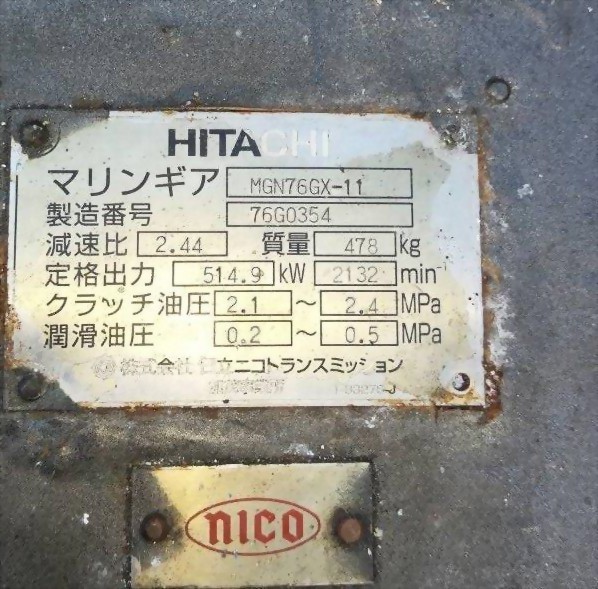 HITACHI
マリンギア MGN76GX-11
製造番号 76G0354
減速比 2.44 質量 478 kg
定格出力 514.9 kW 2132 min⁻¹
クラッチ油圧 2.1 ～ 2.4 MPa
潤滑油圧 0.2 ～ 0.5 MPa
株式会社 日立ニコトランスミッション
nico